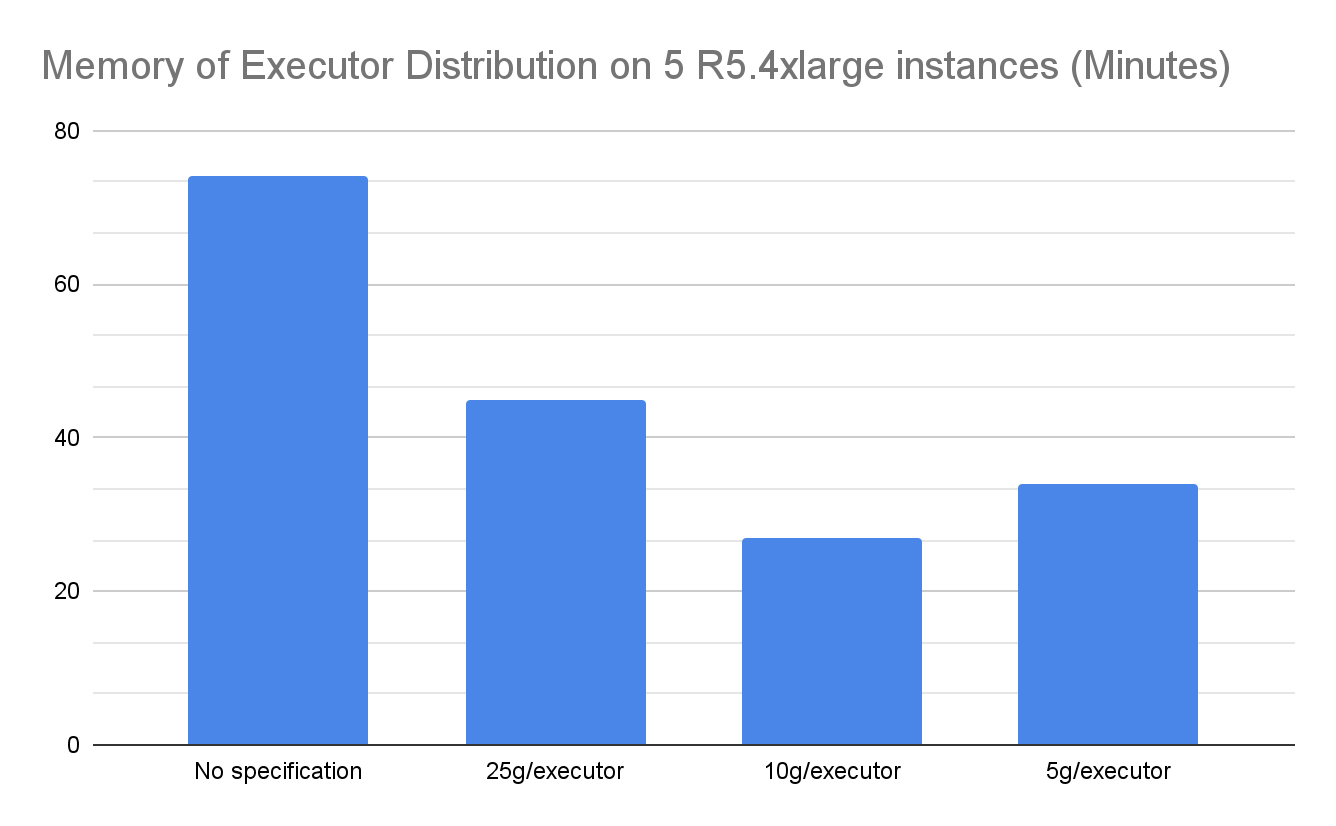 Memory of Executor Distribution on 5 R5.4xlarge instances (Minutes)
80
60
40
20
0
No specification
25g/executor
10g/executor
5g/executor